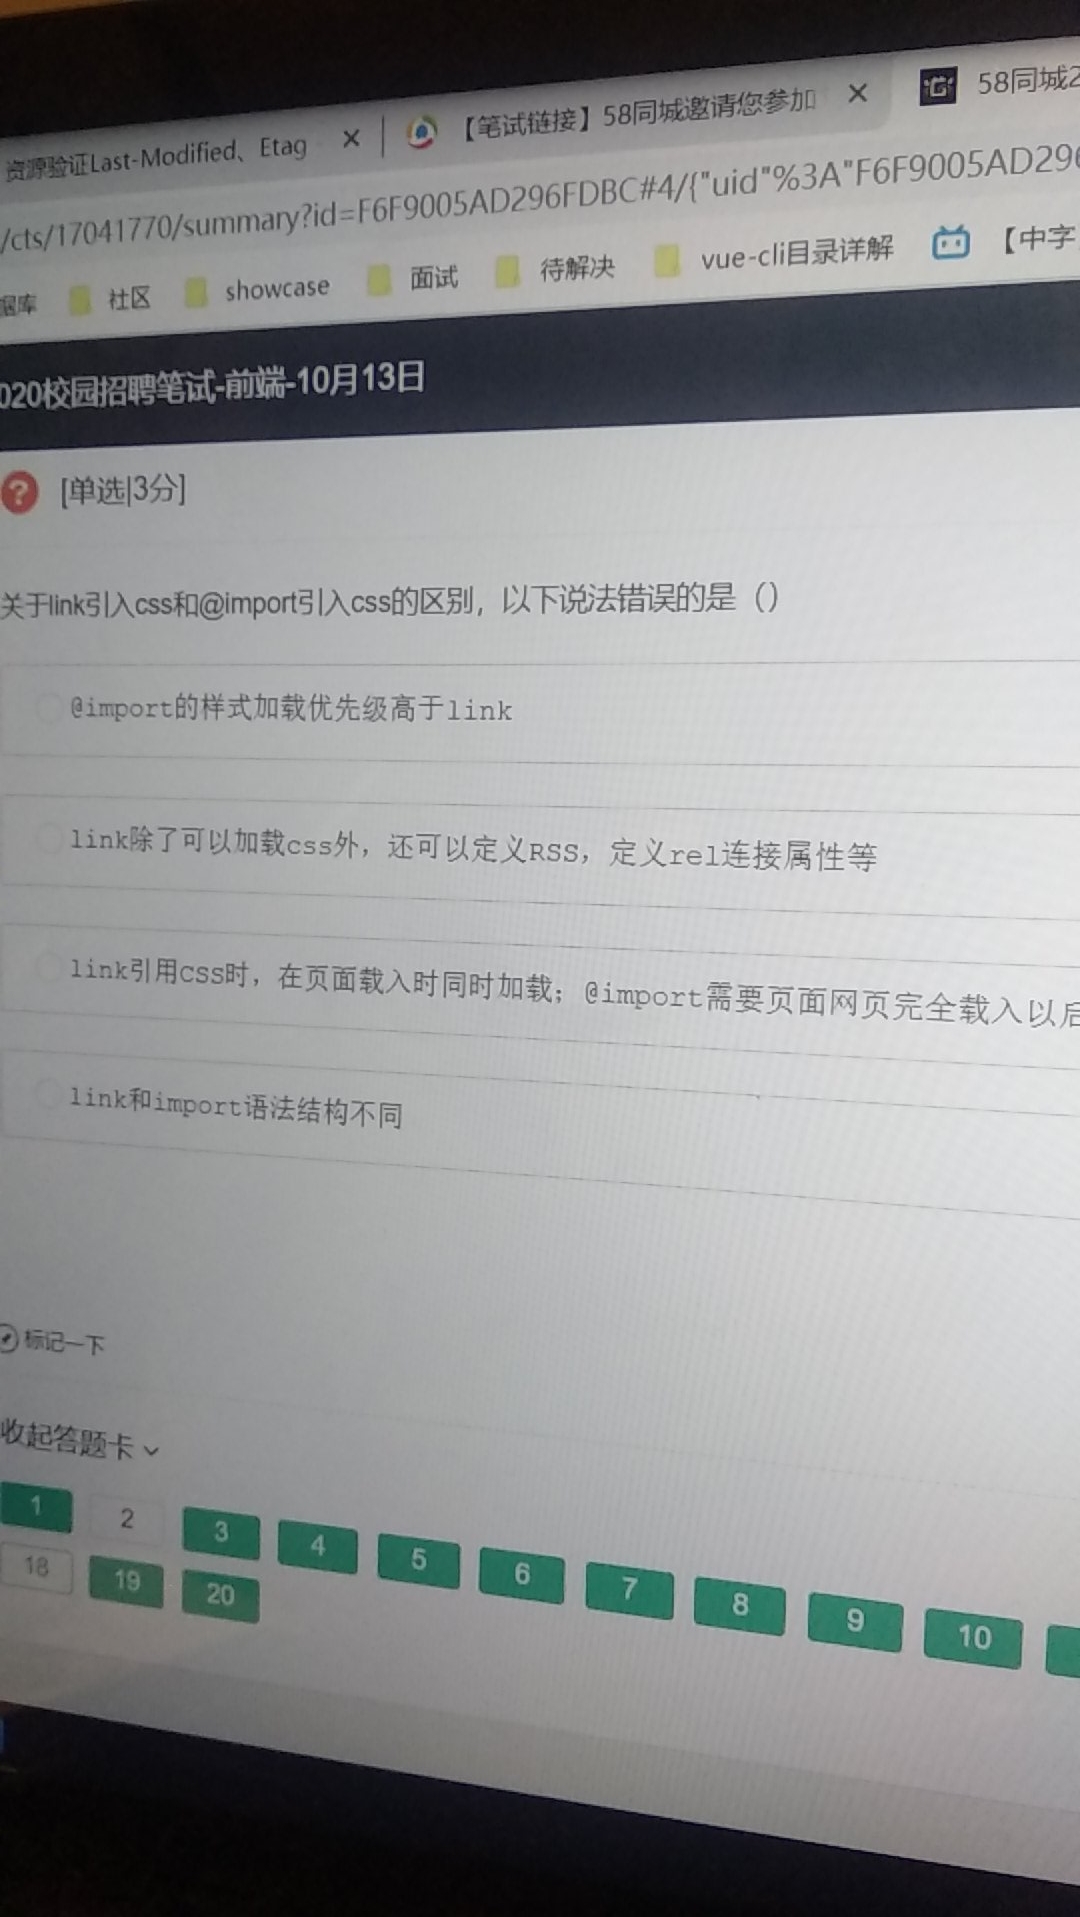 资源验证Last-Modified、Etag
【笔试链接】58同城邀请您参加
58同城2
/cts/17041770/summary?id=F6F9005AD296FDBC#4/{"uid"%3A"F6F9005AD296
据库
社区
showcase
面试
待解决
vue-cli目录详解
【中字
020校园招聘笔试-前端-10月13日
[单选|3分]
关于link引入css和@import引入css的区别，以下说法错误的是（）
@import的样式加载优先级高于link
link除了可以加载css外，还可以定义RSS，定义rel连接属性等
link引用CSS时，在页面载入时同时加载；@import需要页面网页完全载入以后
link和import语法结构不同
标记一下
收起答题卡
1 2 3 4 5 6 7 8 9 10
18 19 20